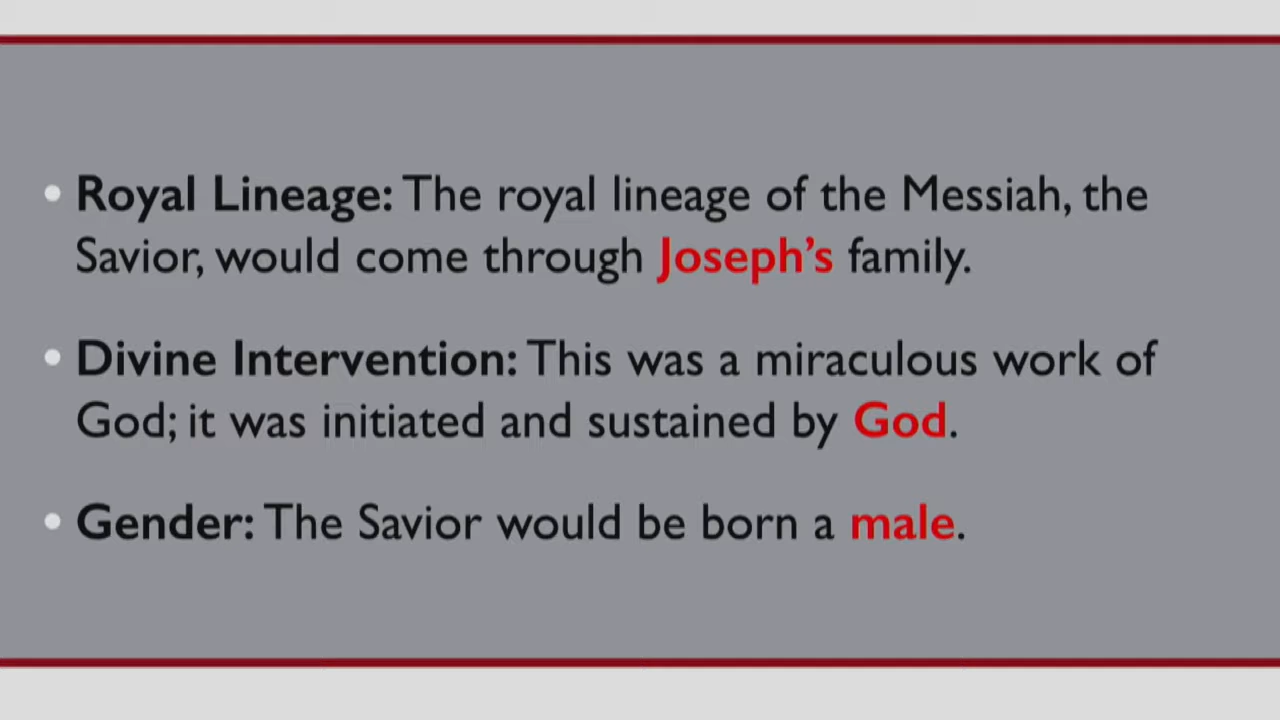 • Royal Lineage: The royal lineage of the Messiah, the
Savior, would come through Joseph’s family.
• Divine Intervention: This was a miraculous work of
God; it was initiated and sustained by God.
• Gender: The Savior would be born a male.